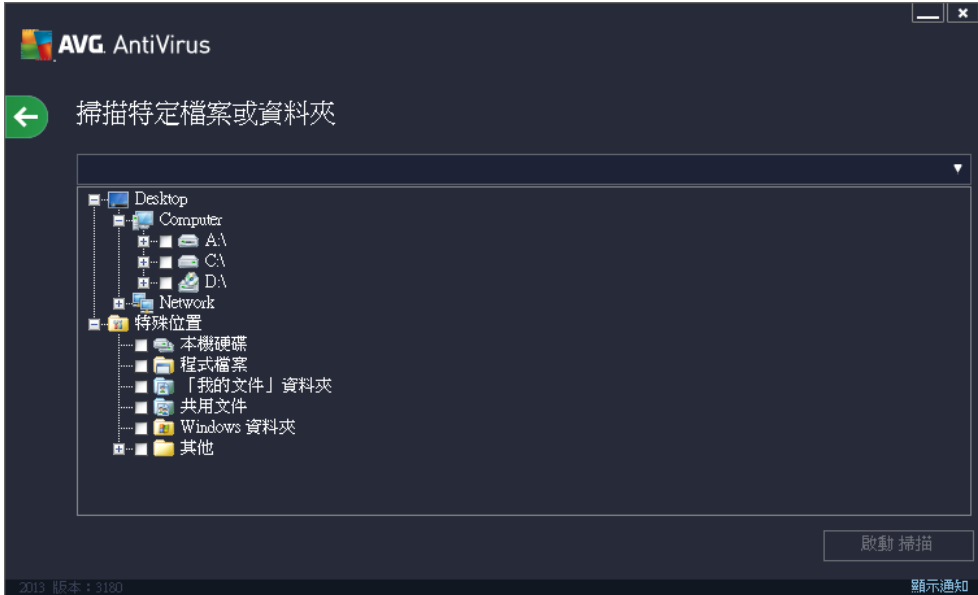 AVG. AntiVirus
掃描特定檔案或資料夾
Desktop
Computer
A:\
C:\
D:\
Network
特殊位置
本機硬碟
程式檔案
「我的文件」資料夾
共用文件
Windows 資料夾
其他
啟動 掃描
2013 版本：3180
顯示通知